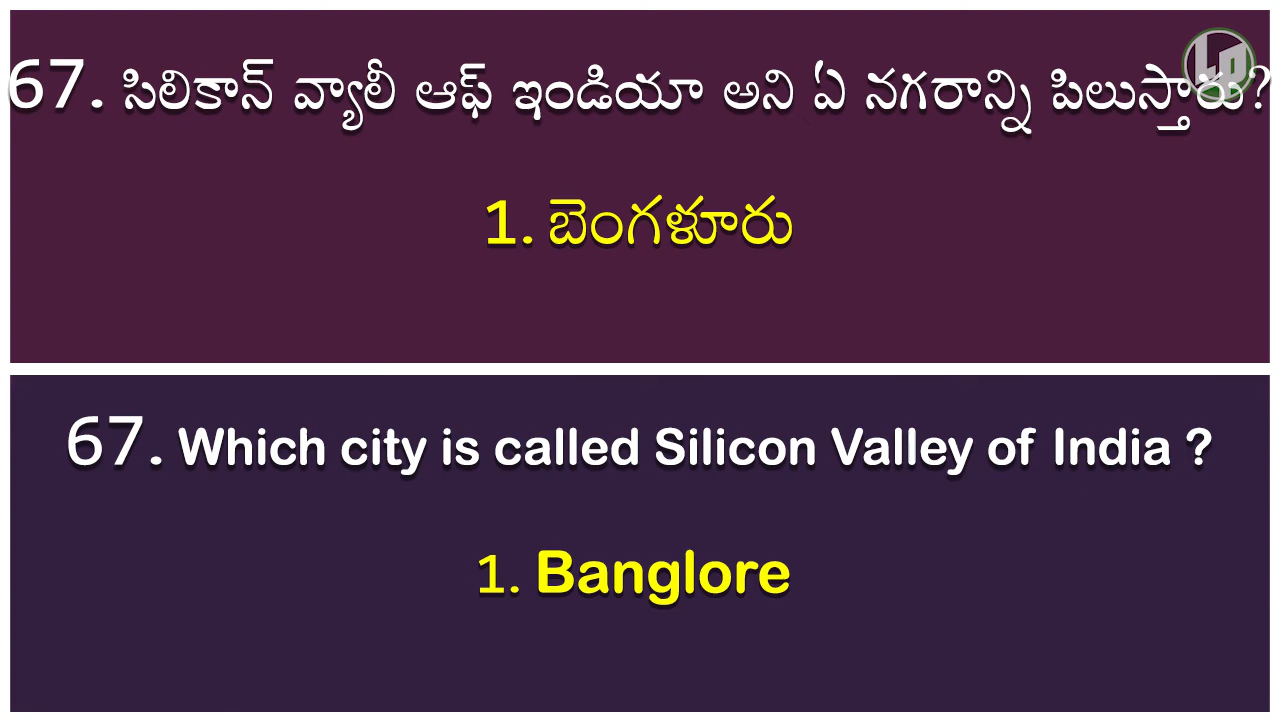 67. సిలికాన్ వ్యాలీ ఆఫ్ ఇండియా అని ఏ నగరాన్ని పిలుస్తారు?
1. బెంగళూరు
67. Which city is called Silicon Valley of India ?
1. Banglore